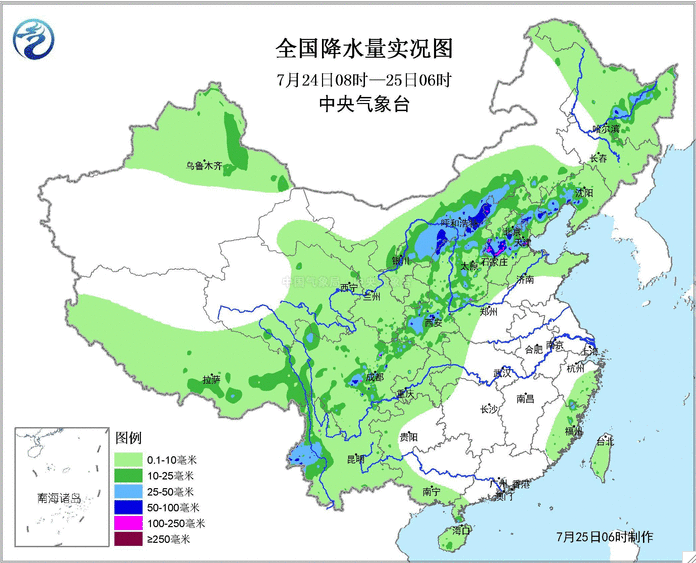 全国降水量实况图
7月24日08时—25日06时
中央气象台
哈尔滨
长春
乌鲁木齐
沈阳
呼和浩特
北京
天津
银川
太原
石家庄
西宁
兰州
济南
郑州
西安
合肥
南京
上海
拉萨
成都
武汉
杭州
重庆
南昌
长沙
贵阳
福州
台北
昆明
广州
香港
澳门
南宁
海口
南海诸岛
图例
0.1-10毫米
10-25毫米
25-50毫米
50-100毫米
100-250毫米
≥250毫米
7月25日06时制作